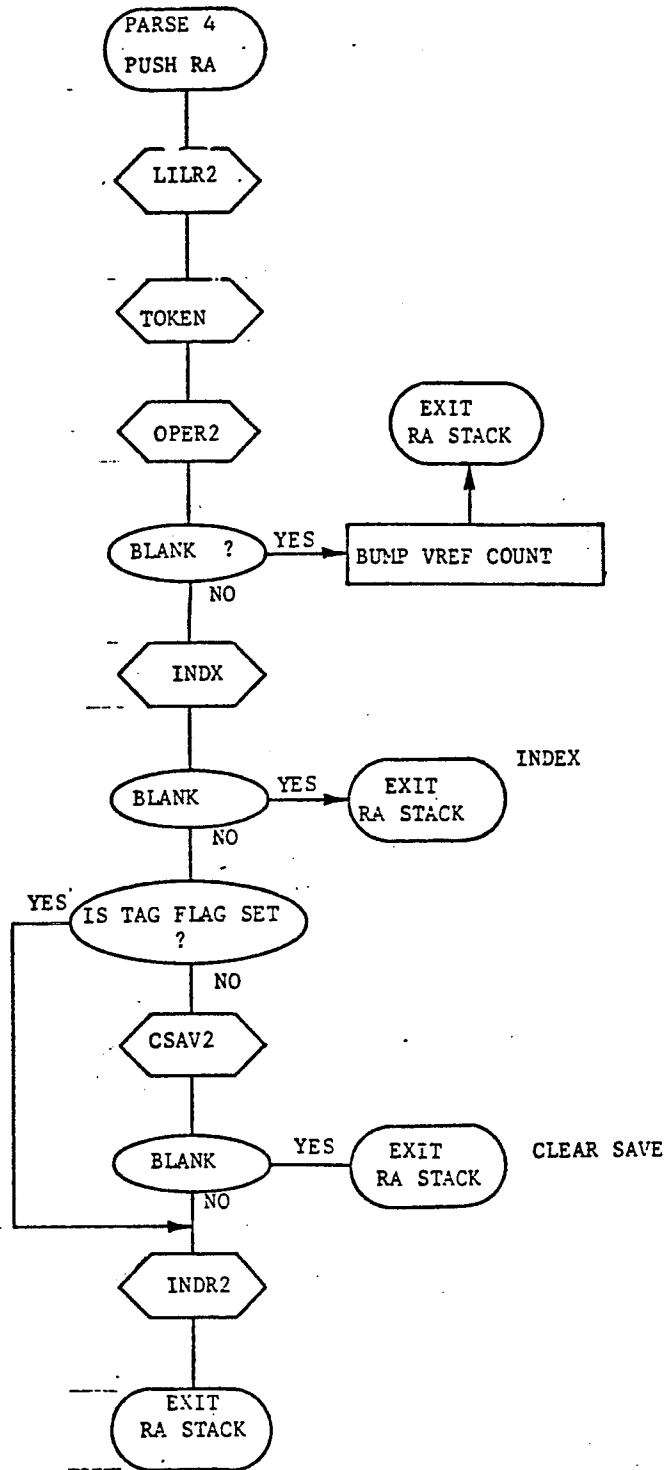 PARSE 4
PUSH RA
LILR2
TOKEN
OPER2
EXIT
RA STACK
BLANK ?
YES
BUMP VREF COUNT
NO
INDX
BLANK
YES
EXIT
RA STACK
INDEX
NO
YES
IS TAG FLAG SET
?
NO
CSAV2
BLANK
YES
EXIT
RA STACK
CLEAR SAVE
NO
INDR2
EXIT
RA STACK